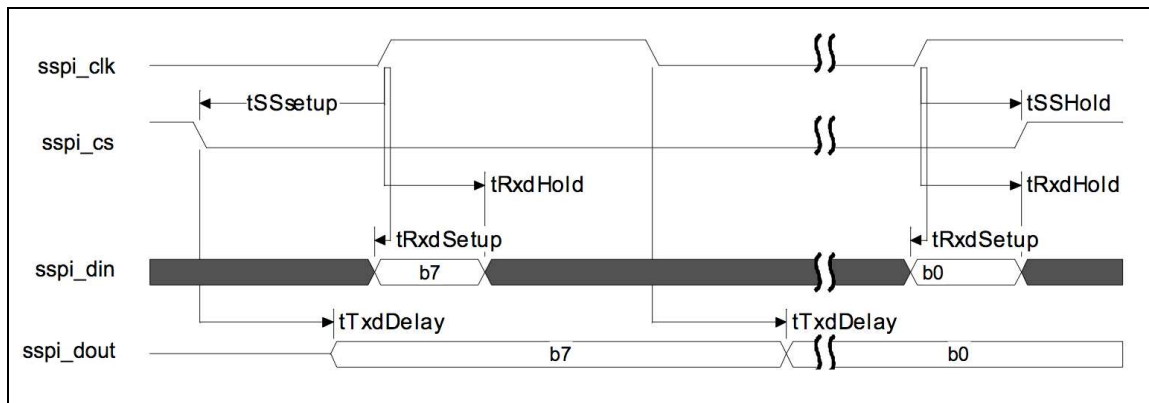 sspi_clk
tSSsetup
tSSHold
sspi_cs
tRxdHold
tRxdHold
tRxdSetup
tRxdSetup
sspi_din
b7
b0
tTxdDelay
tTxdDelay
sspi_dout
b7
b0